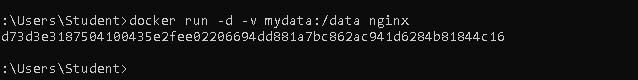 :\Users\Student>docker run -d -v mydata:/data nginx
d73d3e3187504100435e2fee02206694dd881a7bc862ac941d6284b81844c16
:\Users\Student>